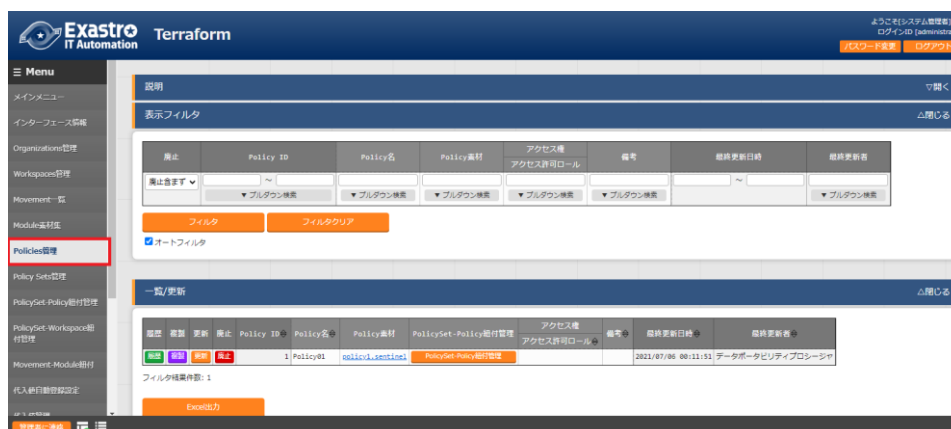 Exastro
IT Automation
Terraform
ようこそ[システム管理者]
ログインID [administra
パスワード変更 ログアウト
Menu
メインメニュー
インターフェース情報
Organizations管理
Workspaces管理
Movement一覧
Module素材集
Policies管理
Policy Sets管理
PolicySet-Policy紐付管理
PolicySet-Workspace紐
付管理
Movement-Module紐付
代入値自動登録設定
代入値管理
管理者に連絡
説明 ▽開く
表示フィルタ △閉じる
廃止 Policy ID Policy名 Policy素材 アクセス権 備考 最終更新日時 最終更新者
アクセス許可ロール
廃止含まず ~ ~
▼ プルダウン検索 ▼ プルダウン検索 ▼ プルダウン検索 ▼ プルダウン検索 ▼ プルダウン検索 ▼ プルダウン検索
フィルタ フィルタクリア
オートフィルタ
一覧/更新 △閉じる
履歴 複製 更新 廃止 Policy ID Policy名 Policy素材 PolicySet-Policy紐付管理 アクセス権 備考 最終更新日時 最終更新者
アクセス許可ロール
履歴 複製 更新 廃止 1 Policy01 policy1.sentinel PolicySet-Policy紐付管理 2021/07/06 00:11:51 データポータビリティプロシージャ
フィルタ結果件数: 1
Excel出力